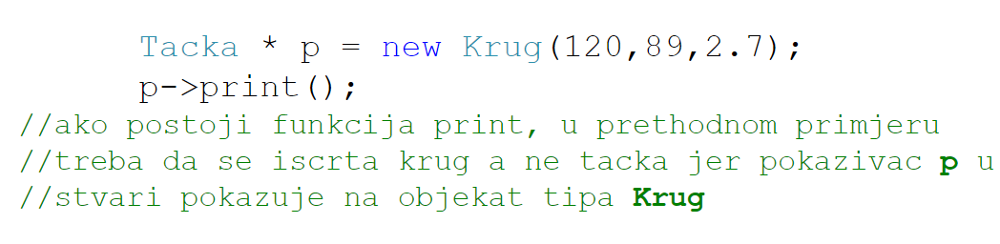 Tacka * p = new Krug(120,89,2.7);
p->print();
//ako postoji funkcija print, u prethodnom primjeru
//treba da se iscrta krug a ne tacka jer pokazivac p u
//stvari pokazuje na objekat tipa Krug